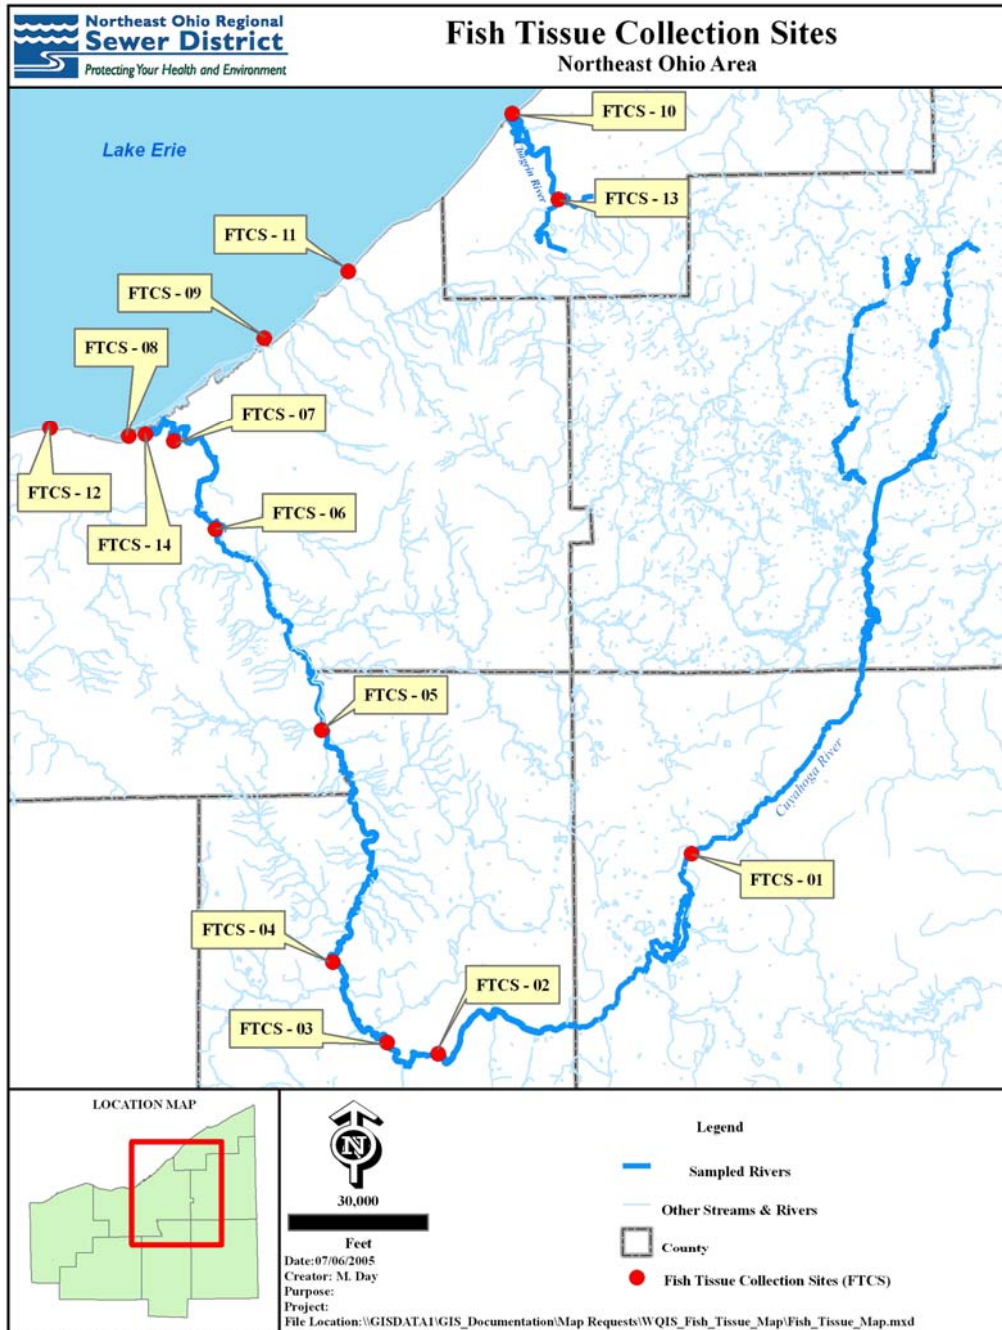 Northeast Ohio Regional
Sewer District
Protecting Your Health and Environment
Fish Tissue Collection Sites
Northeast Ohio Area
Lake Erie
FTCS - 10
Chagrin River
FTCS - 13
FTCS - 11
FTCS - 09
FTCS - 08
FTCS - 07
FTCS - 12
FTCS - 14
FTCS - 06
FTCS - 05
Cuyahoga River
FTCS - 01
FTCS - 04
FTCS - 02
FTCS - 03
LOCATION MAP
N
30,000
Feet
Date:07/06/2005
Creator: M. Day
Purpose:
Project:
File Location:\\GISDATA1\GIS_Documentation\Map Requests\WQIS_Fish_Tissue_Map\Fish_Tissue_Map.mxd
Legend
Sampled Rivers
Other Streams & Rivers
County
Fish Tissue Collection Sites (FTCS)